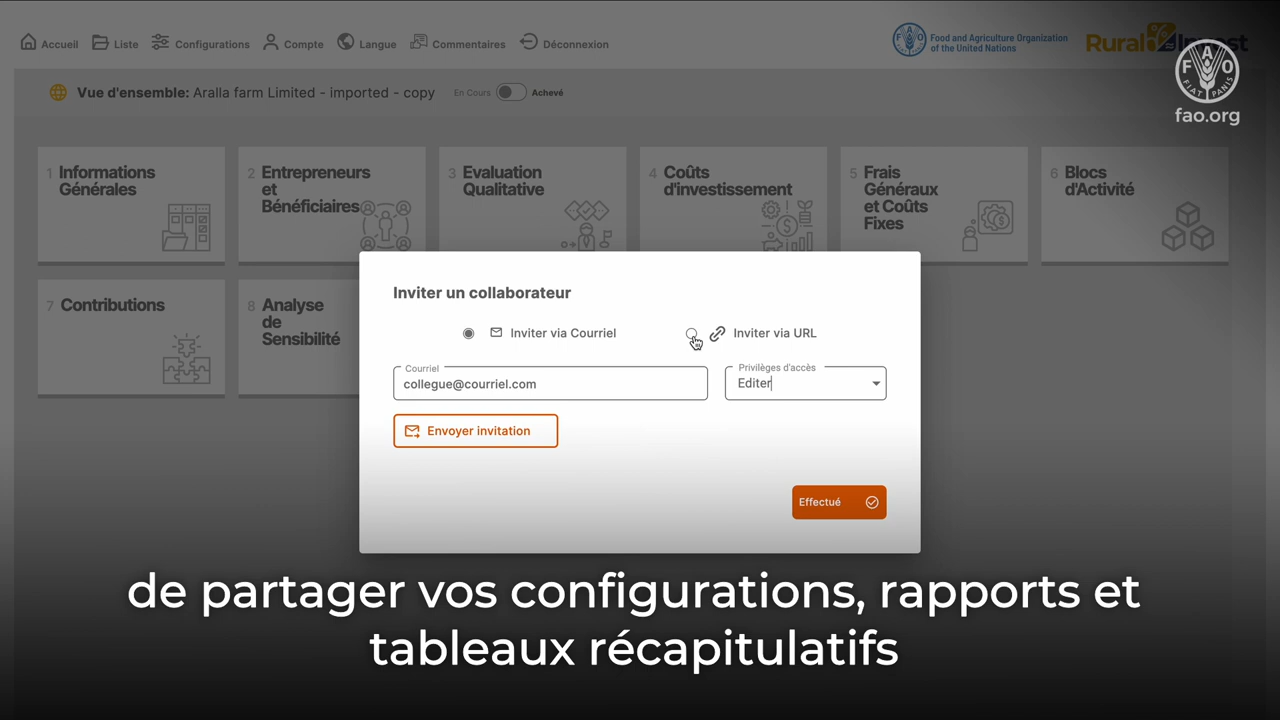 Accueil
Liste
Configurations
Compte
Langue
Commentaires
Déconnexion
Food and Agriculture Organization
of the United Nations
Rural Invest
FAO
FIAT PANIS
fao.org
Vue d'ensemble: Aralla farm Limited - imported - copy
En Cours
Achevé
1 Informations
Générales
2 Entrepreneurs
et
Bénéficiaires
3 Evaluation
Qualitative
4 Coûts
d'investissement
5 Frais
Généraux
et Coûts
Fixes
6 Blocs
d'Activité
7 Contributions
8 Analyse
de
Sensibilité
Inviter un collaborateur
Inviter via Courriel
Inviter via URL
Courriel
collegue@courriel.com
Privilèges d'accès
Editer
Envoyer invitation
Effectué
de partager vos configurations, rapports et
tableaux récapitulatifs